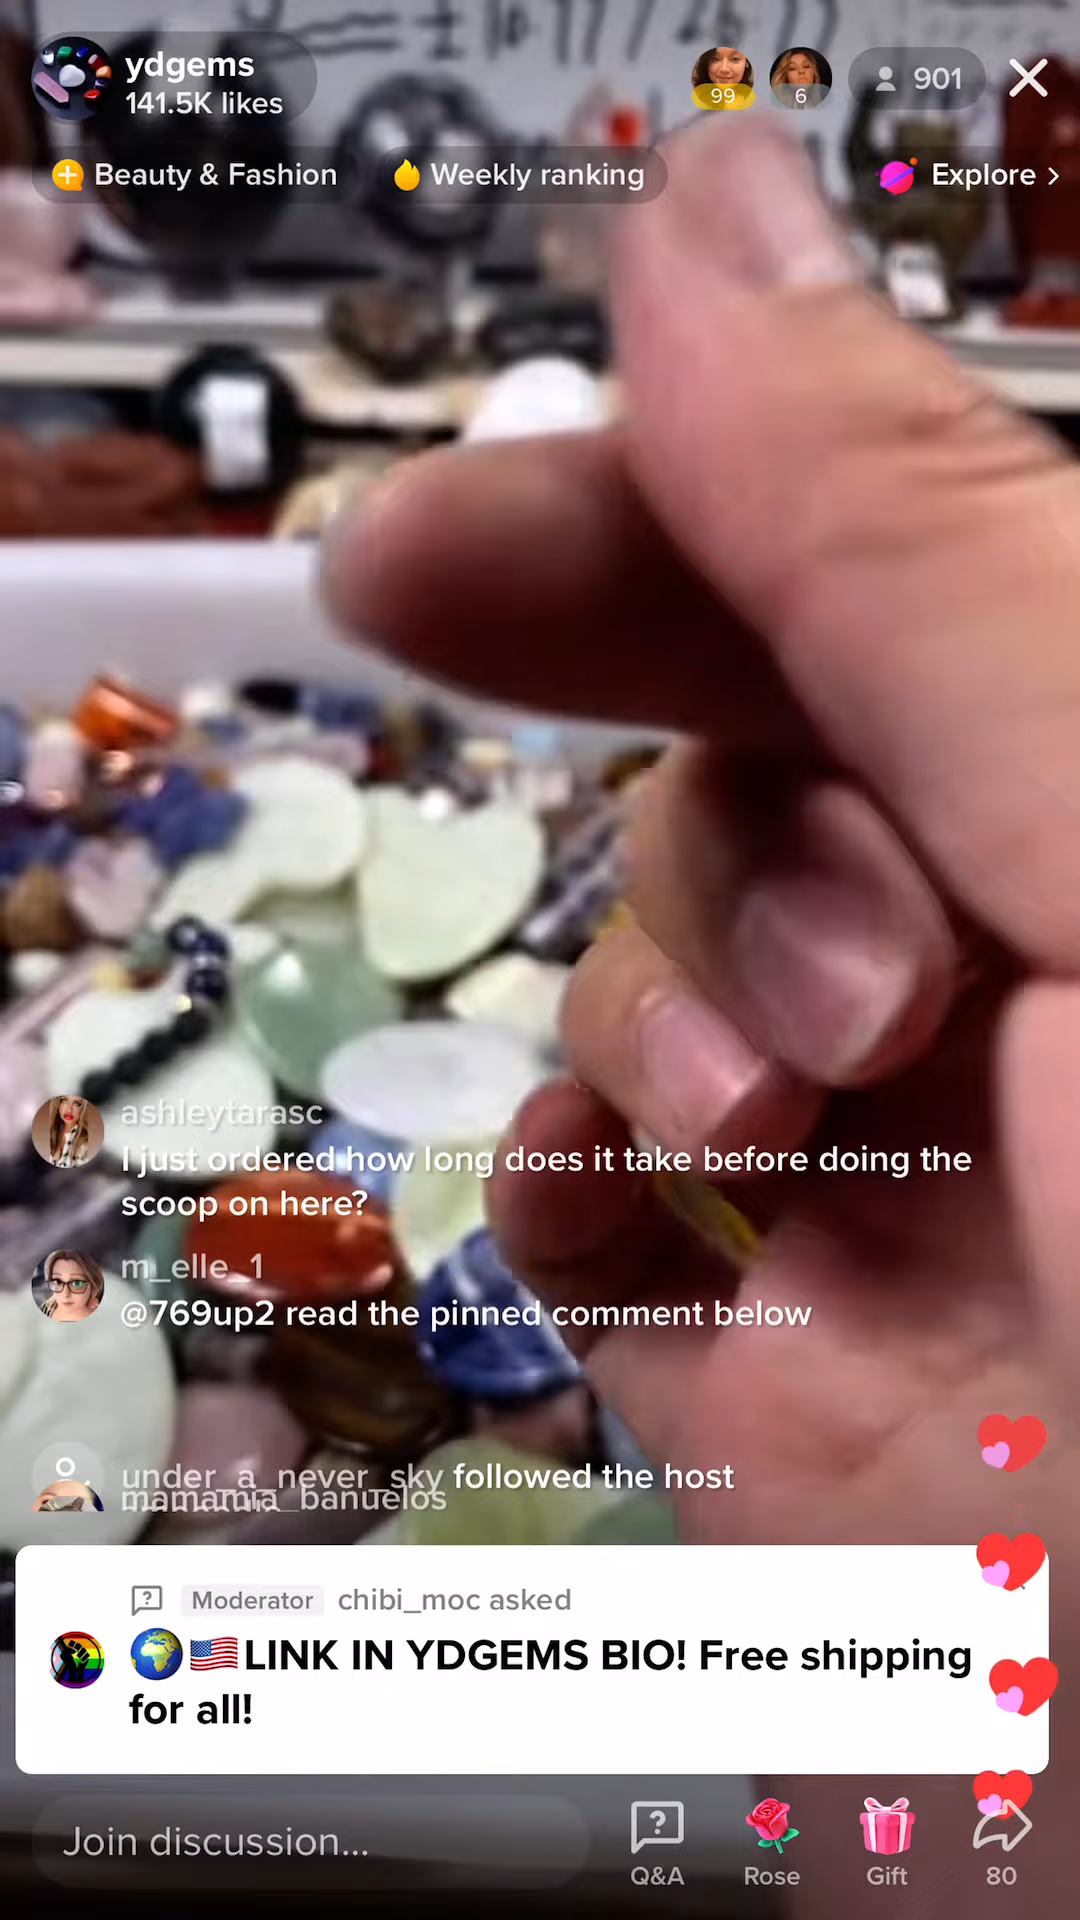 ydgems
141.5K likes
99
6
901
Beauty & Fashion
Weekly ranking
Explore
ashleytarasc
I just ordered how long does it take before doing the
scoop on here?
m_elle_1
@769up2 read the pinned comment below
under_a_never_sky followed the host
mamamia_banuelos
Moderator chibi_moc asked
LINK IN YDGEMS BIO! Free shipping
for all!
Join discussion...
Q&A
Rose
Gift
80